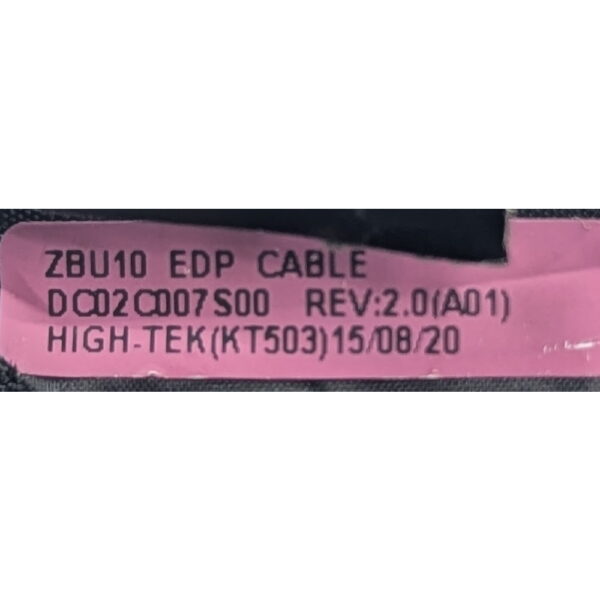 ZBU10 EDP CABLE
DC02C007S00 REV:2.0(A01)
HIGH-TEK(KT503)15/08/20